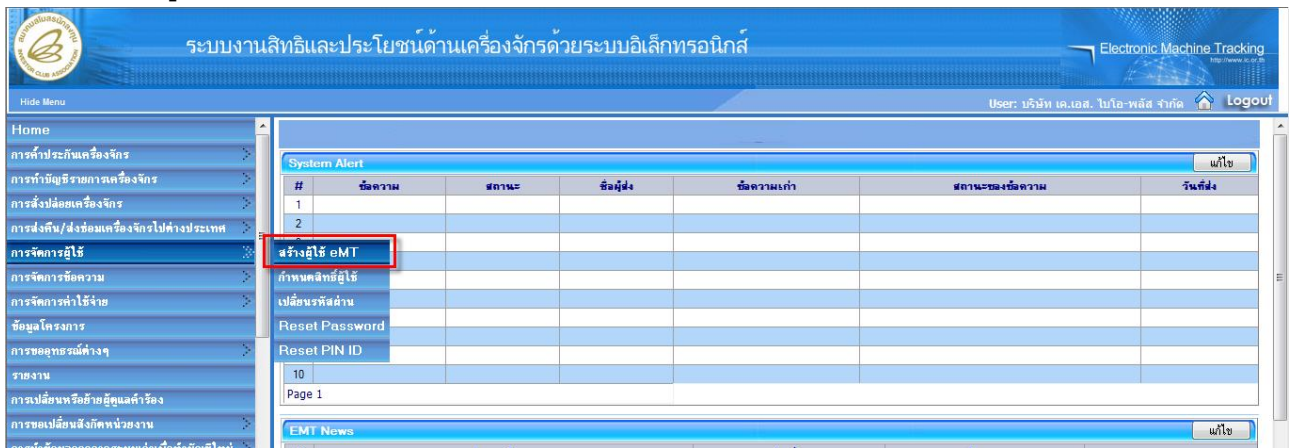 ระบบงานสิทธิและประโยชน์ด้านเครื่องจักรด้วยระบบอิเล็กทรอนิกส์
Electronic Machine Tracking
http://www.ic.or.th
Hide Menu
User: บริษัท เค.เอส. ไบโอ-พลัส จำกัด Logout
Home
การค้ำประกันเครื่องจักร
การทำบัญชีรายการเครื่องจักร
การสั่งปล่อยเครื่องจักร
การส่งคืน/ส่งซ่อมเครื่องจักรไปต่างประเทศ
การจัดการผู้ใช้
การจัดการข้อความ
การจัดการค่าใช้จ่าย
ข้อมูลโครงการ
การขออุทธรณ์ต่างๆ
รายงาน
การเปลี่ยนหรือย้ายผู้ดูแลคำร้อง
การขอเปลี่ยนสังกัดหน่วยงาน
สร้างผู้ใช้ eMT
กำหนดสิทธิ์ผู้ใช้
เปลี่ยนรหัสผ่าน
Reset Password
Reset PIN ID
System Alert แก้ไข
# ข้อความ สถานะ ชื่อผู้ส่ง ข้อความเก่า สถานะของข้อความ วันที่ส่ง
1
2
10
Page 1
EMT News แก้ไข